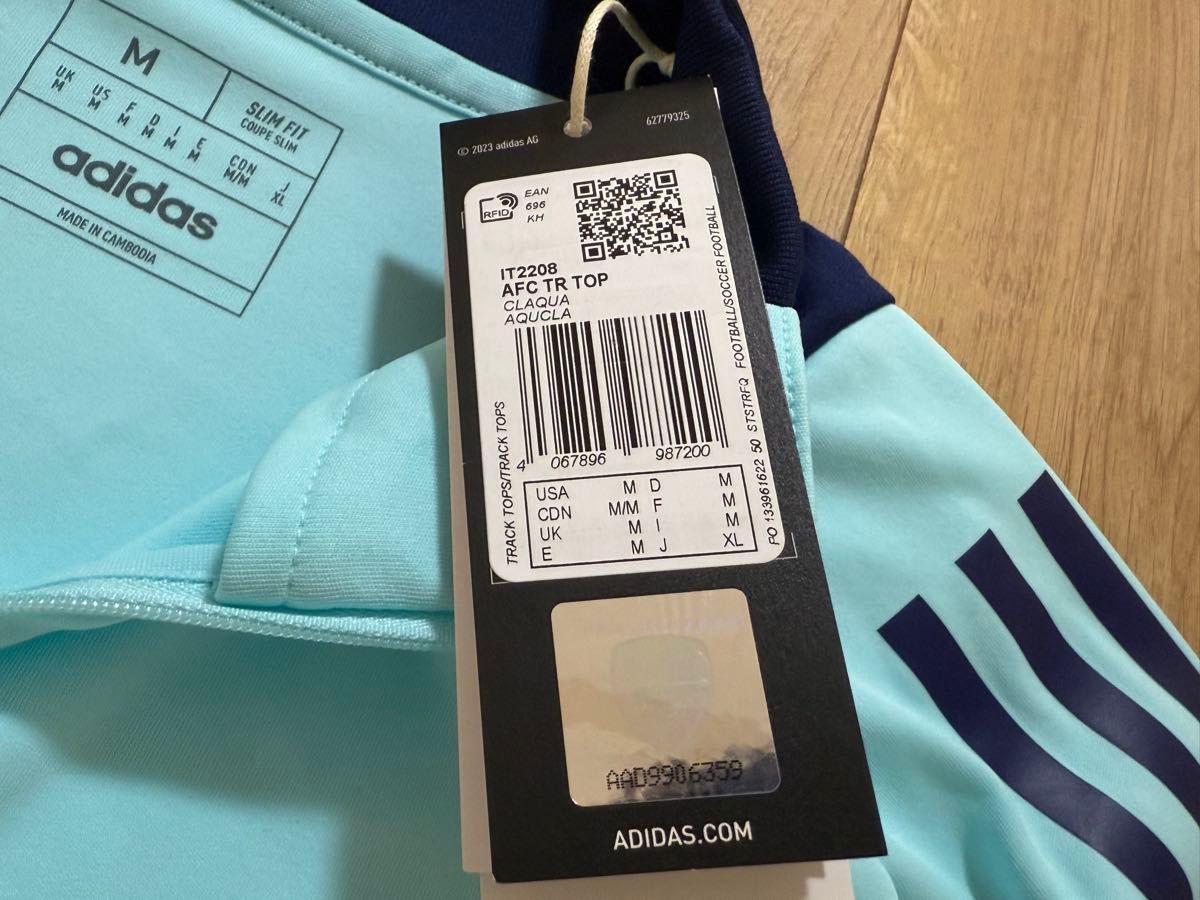 M
SLIM FIT
COUPE SLIM
UK US F D I E CDN J
M M M M M M M/M XL
adidas
MADE IN CAMBODIA
© 2023 adidas AG
62779325
RFID
EAN
696
KH
IT2208
AFC TR TOP
CLAQUA
AQUCLA
TRACK TOPS/TRACK TOPS
PO 133961622 50 STSTRFQ FOOTBALL/SOCCER FOOTBALL
4 067896 987200
USA M D M
CDN M/M F M
UK M I M
E M J XL
AAD9906359
ADIDAS.COM